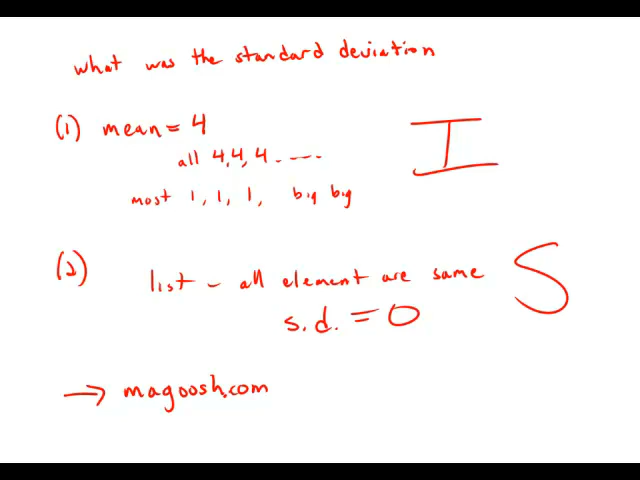 what was the standard deviation
(1) mean = 4
I
all 4,4,4 . ----.
most 1, 1, 1, big big
(2)
list - all element are same
S
s.d. = 0
→ magoosh.com